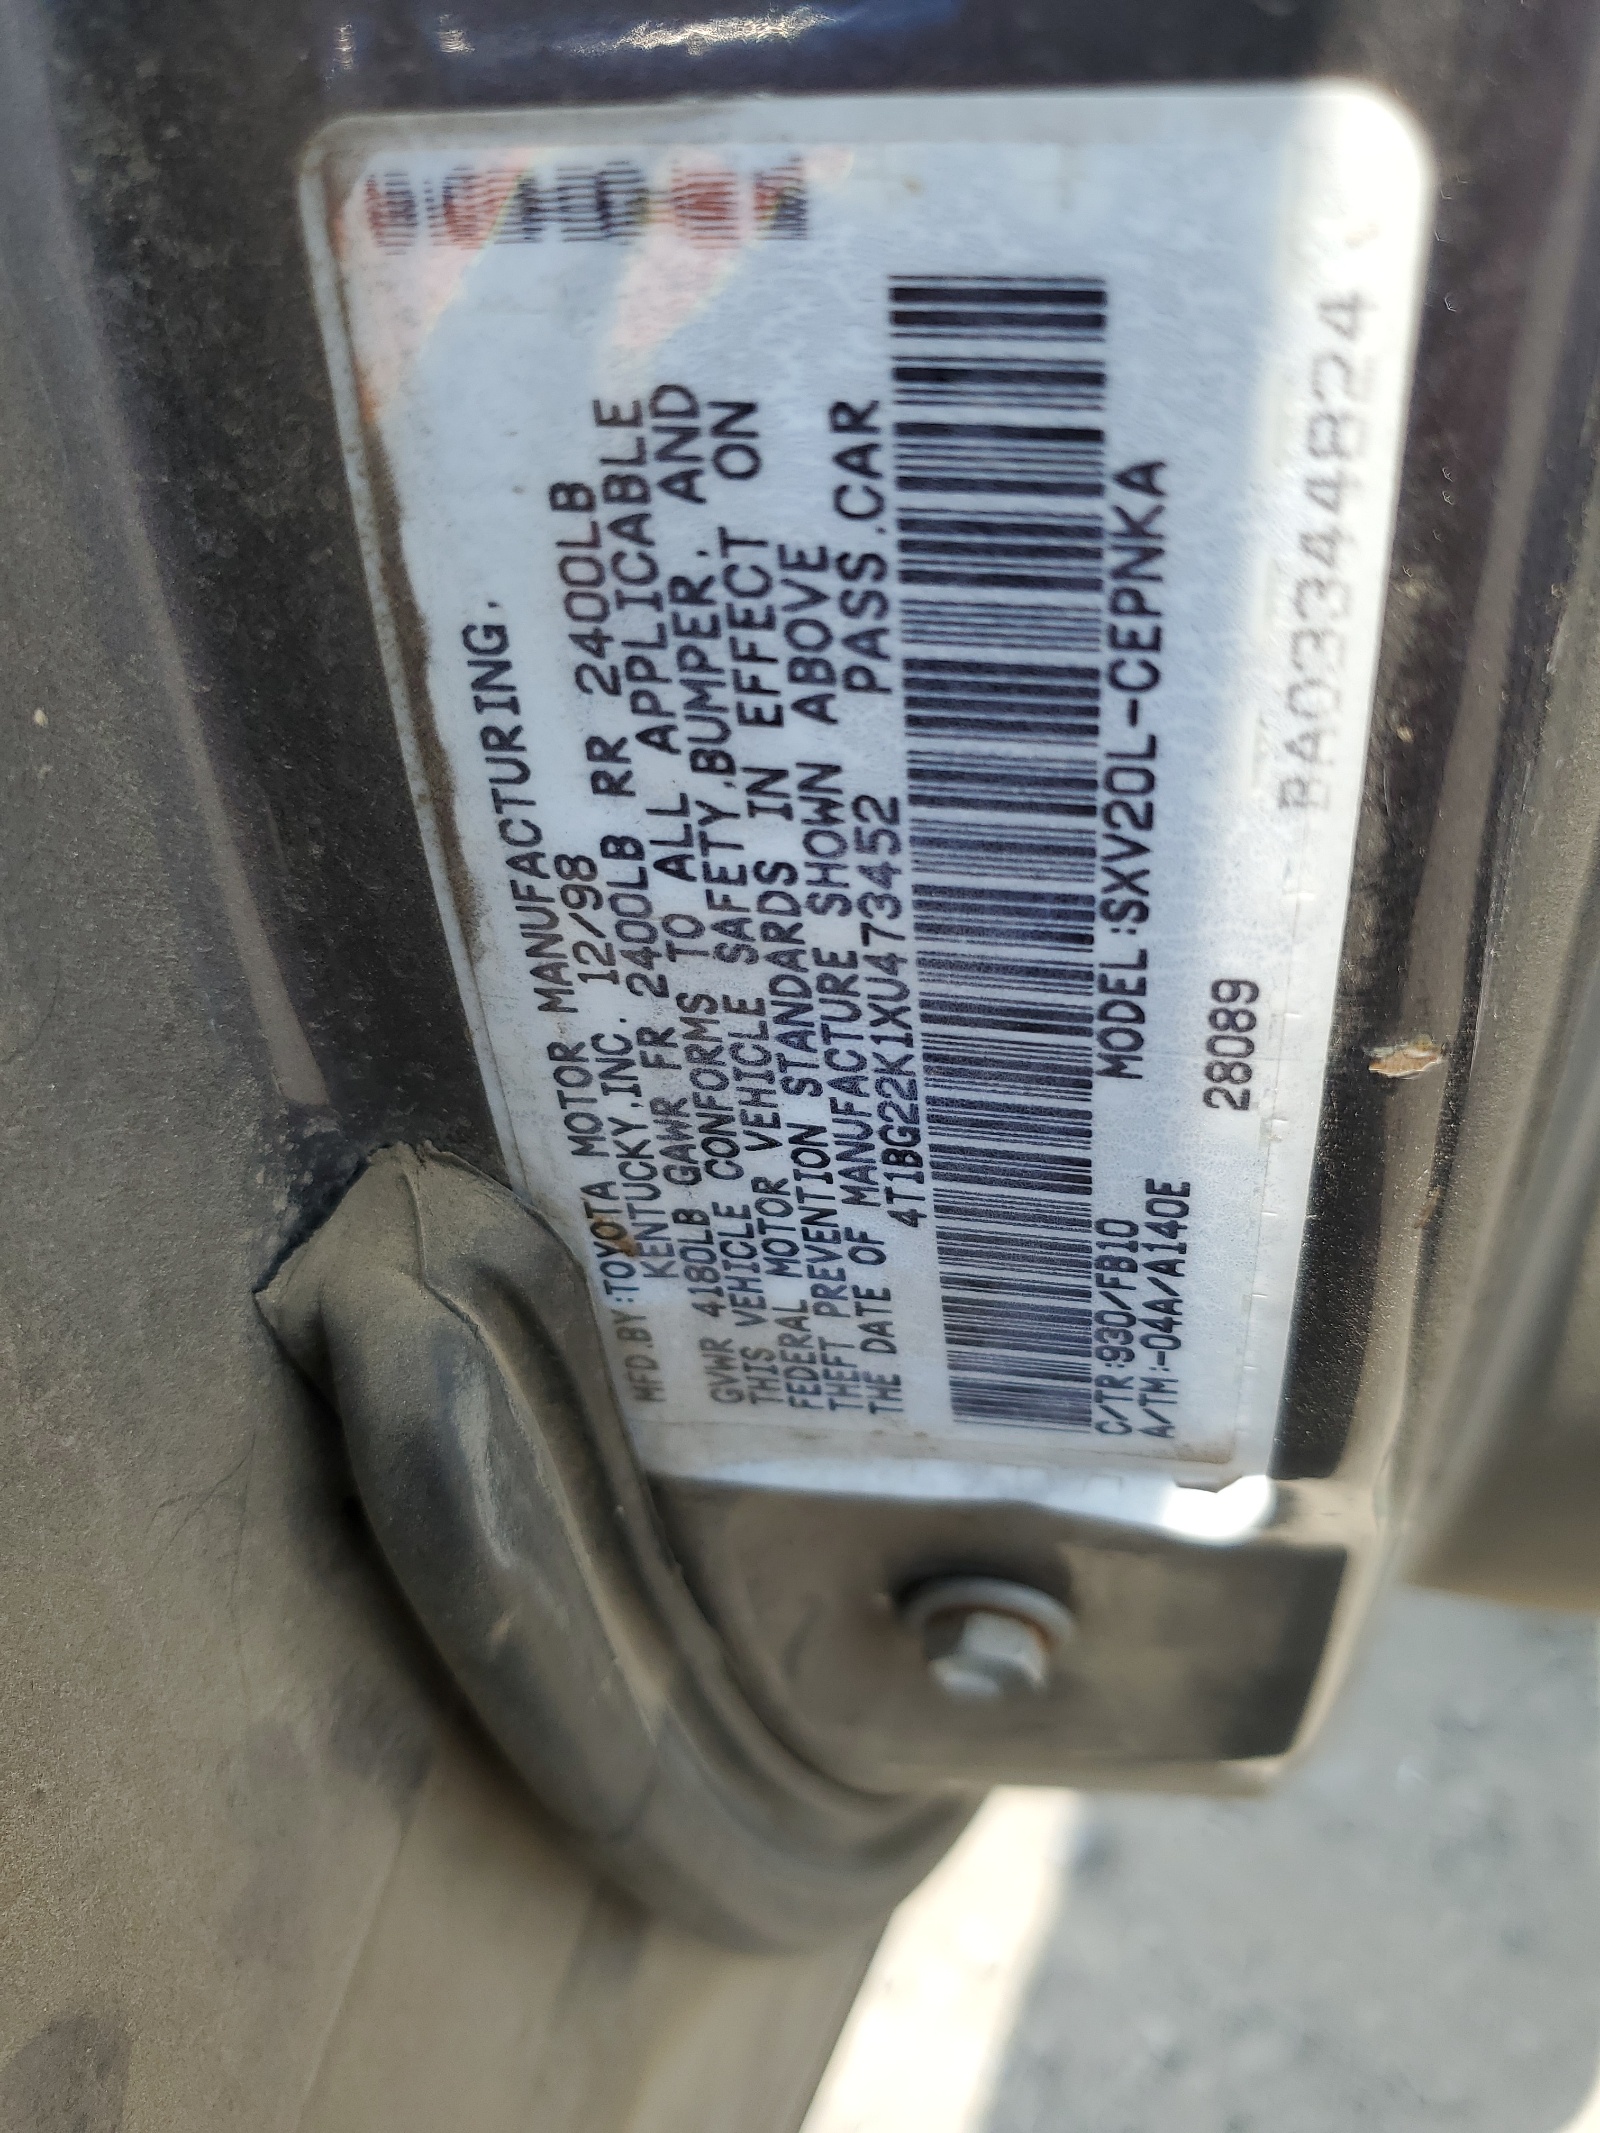 MFD.BY:TOYOTA MOTOR MANUFACTURING.
KENTUCKY,INC. 12/98
GVWR 4180LB GAWR FR 2400LB RR 2400LB
THIS VEHICLE CONFORMS TO ALL APPLICABLE
FEDERAL MOTOR VEHICLE SAFETY,BUMPER, AND
THEFT PREVENTION STANDARDS IN EFFECT ON
THE DATE OF MANUFACTURE SHOWN ABOVE
4T1BG22K1XU473452 PASS.CAR
C/TR:930/FB10 MODEL:SXV20L-CEPNKA
A/TM:-04A/A140E
28089
BA03344B24